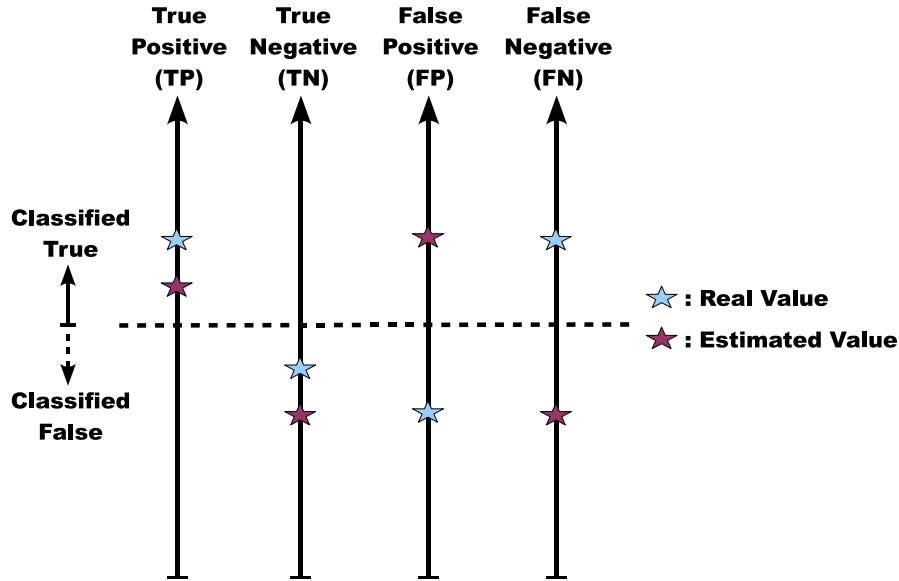 True
Positive
(TP)
True
Negative
(TN)
False
Positive
(FP)
False
Negative
(FN)
Classified
True
Classified
False
: Real Value
: Estimated Value